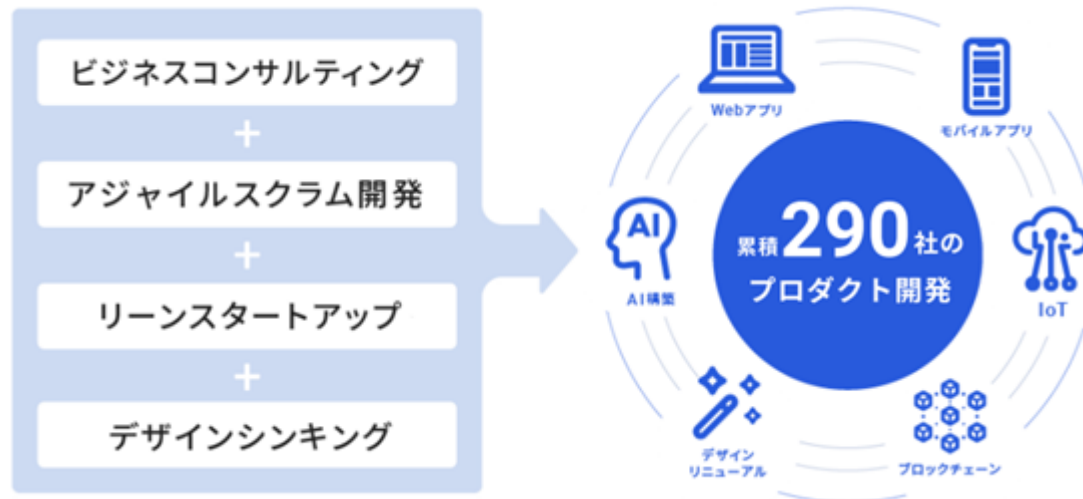 ビジネスコンサルティング
+
アジャイルスクラム開発
+
リーンスタートアップ
+
デザインシンキング
Webアプリ
モバイルアプリ
AI
AI構築
累積290社の
プロダクト開発
IoT
デザイン
リニューアル
ブロックチェーン